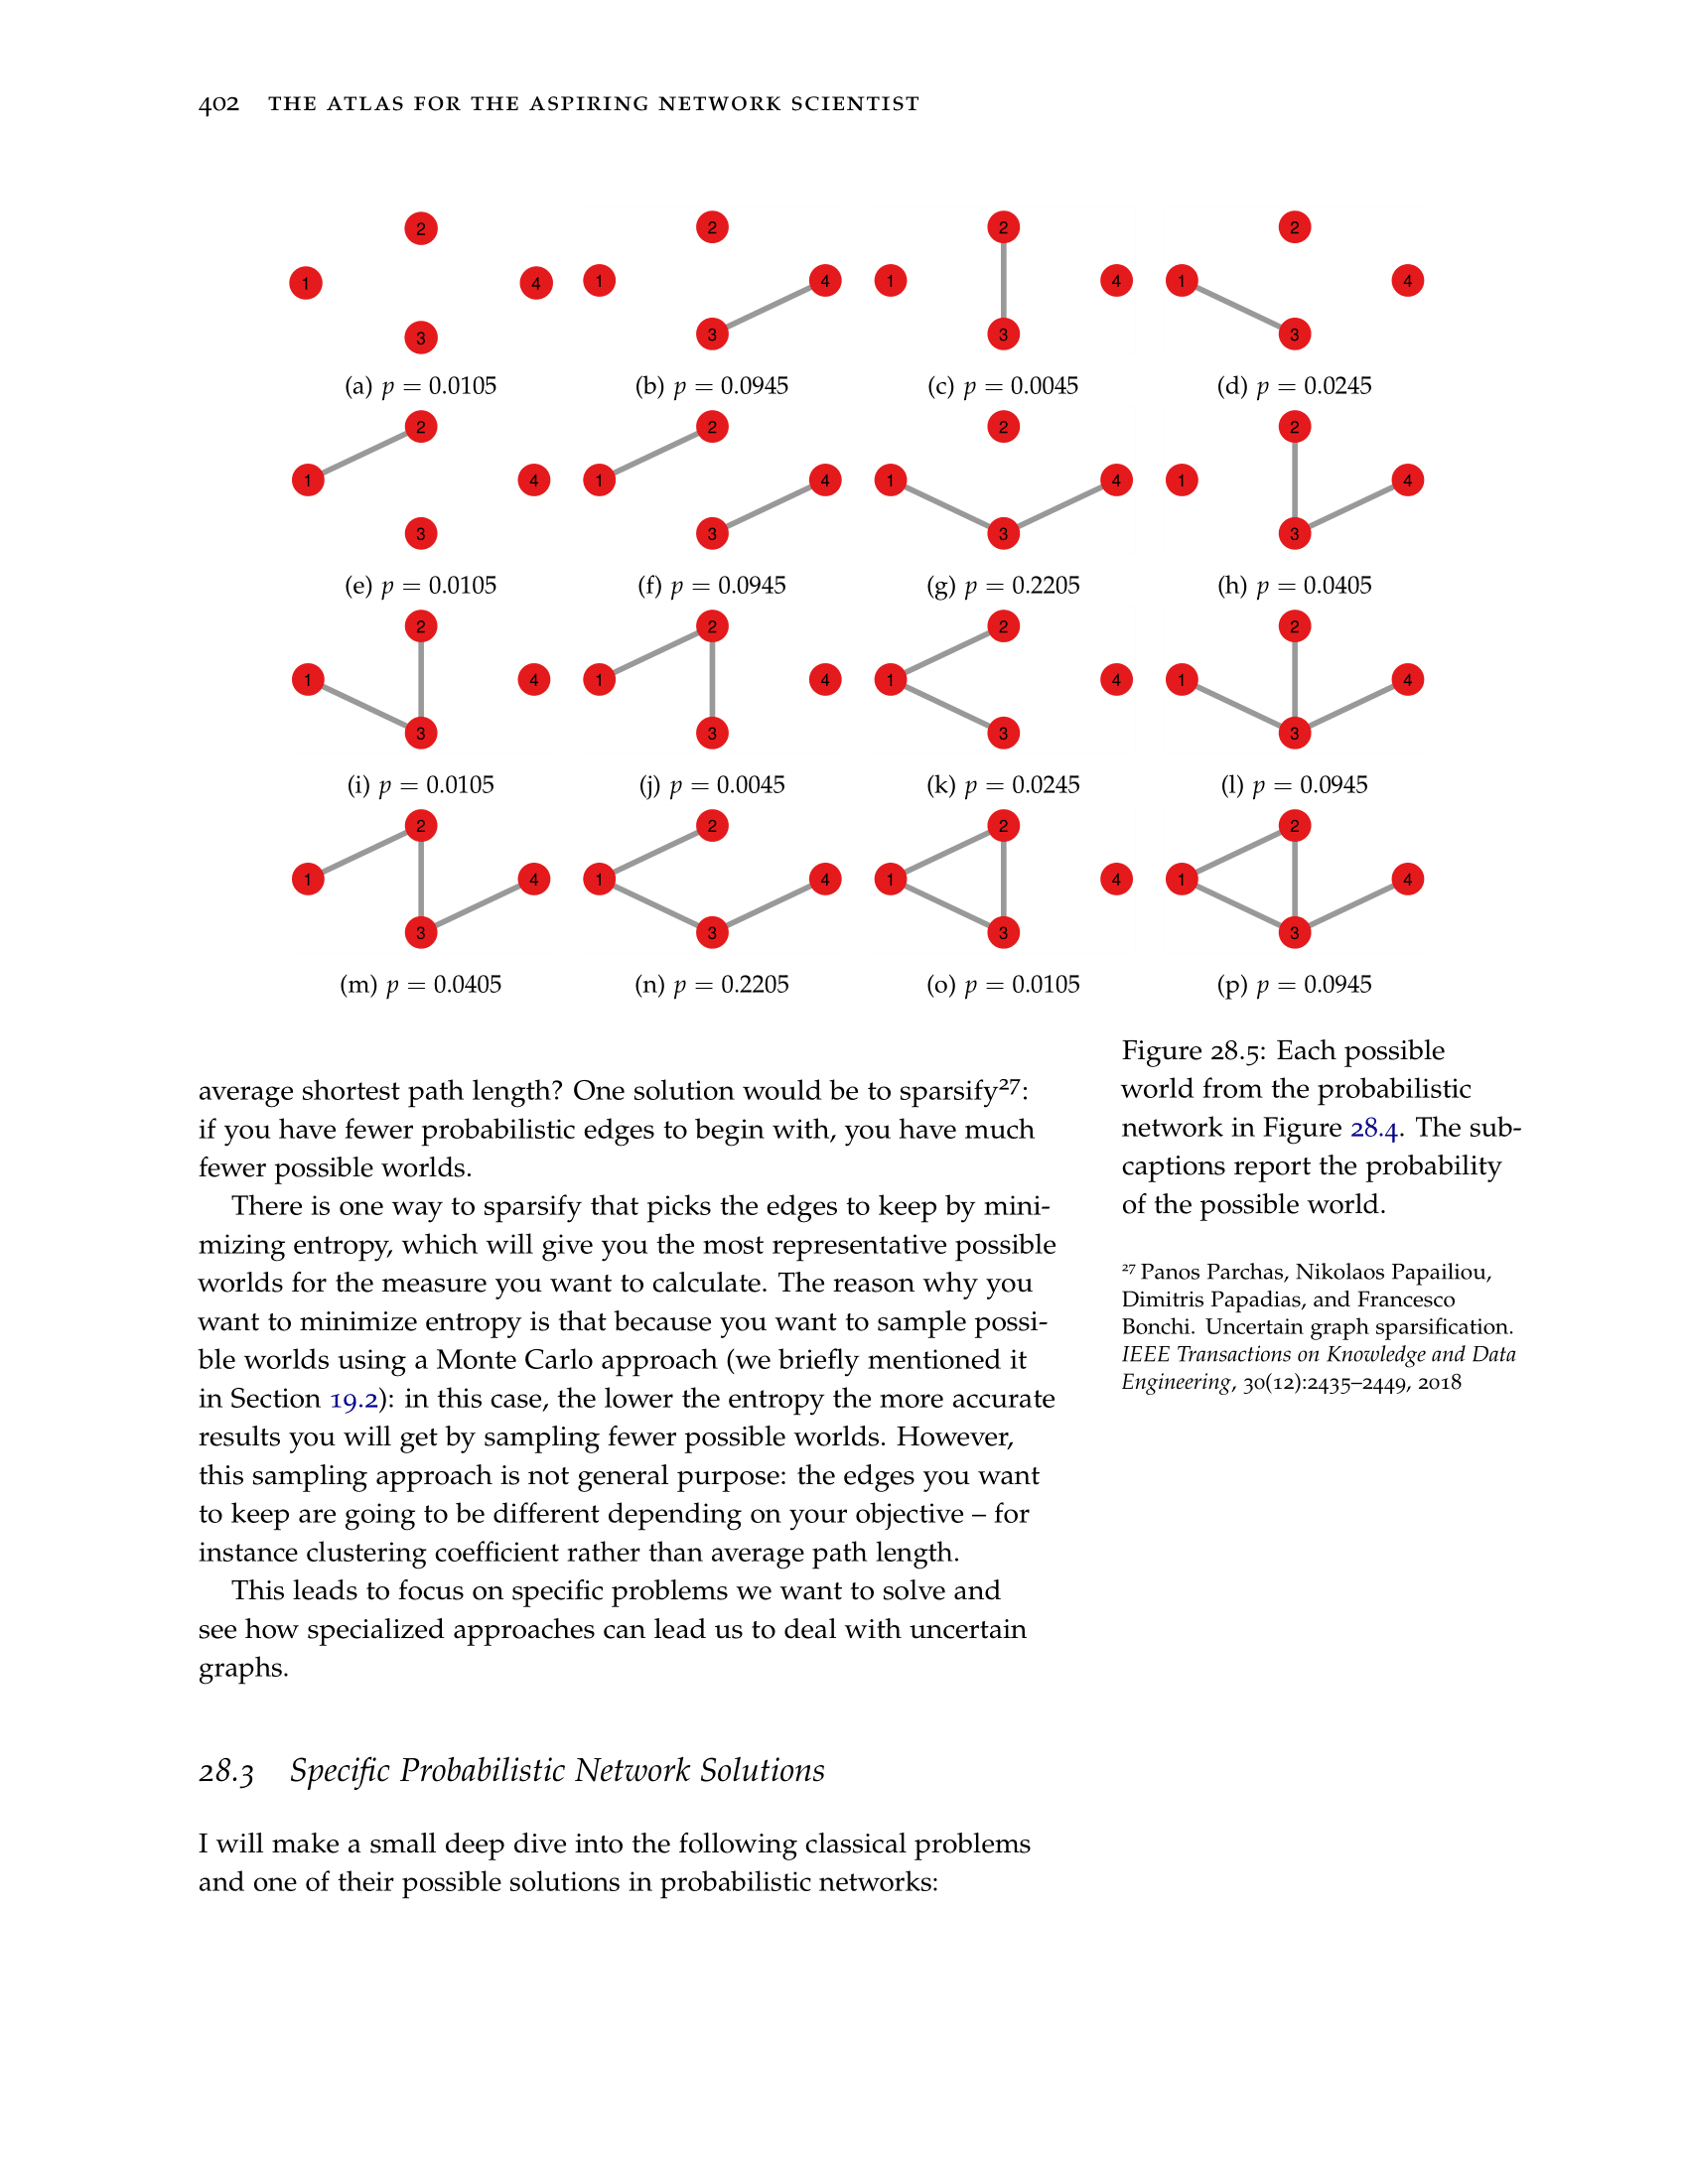 402 THE ATLAS FOR THE ASPIRING NETWORK SCIENTIST
2
2
2
2
1
4
1
4
1
4
1
4
3
3
3
3
(a) p = 0.0105
(b) p = 0.0945
(c) p = 0.0045
(d) p = 0.0245
2
2
2
2
1
4
1
4
1
4
1
4
3
3
3
3
(e) p = 0.0105
(f) p = 0.0945
(g) p = 0.2205
(h) p = 0.0405
2
2
2
2
1
4
1
4
1
4
1
4
3
3
3
3
(i) p = 0.0105
(j) p = 0.0045
(k) p = 0.0245
(l) p = 0.0945
2
2
2
2
1
4
1
4
1
4
1
4
3
3
3
3
(m) p = 0.0405
(n) p = 0.2205
(o) p = 0.0105
(p) p = 0.0945
Figure 28.5: Each possible
world from the probabilistic
network in Figure 28.4. The sub-
captions report the probability
of the possible world.
average shortest path length? One solution would be to sparsify27:
if you have fewer probabilistic edges to begin with, you have much
fewer possible worlds.
There is one way to sparsify that picks the edges to keep by mini-
mizing entropy, which will give you the most representative possible
worlds for the measure you want to calculate. The reason why you
want to minimize entropy is that because you want to sample possi-
ble worlds using a Monte Carlo approach (we briefly mentioned it
in Section 19.2): in this case, the lower the entropy the more accurate
results you will get by sampling fewer possible worlds. However,
this sampling approach is not general purpose: the edges you want
to keep are going to be different depending on your objective – for
instance clustering coefficient rather than average path length.
This leads to focus on specific problems we want to solve and
see how specialized approaches can lead us to deal with uncertain
graphs.
27 Panos Parchas, Nikolaos Papailiou,
Dimitris Papadias, and Francesco
Bonchi. Uncertain graph sparsification.
IEEE Transactions on Knowledge and Data
Engineering, 30(12):2435–2449, 2018
28.3 Specific Probabilistic Network Solutions
I will make a small deep dive into the following classical problems
and one of their possible solutions in probabilistic networks: